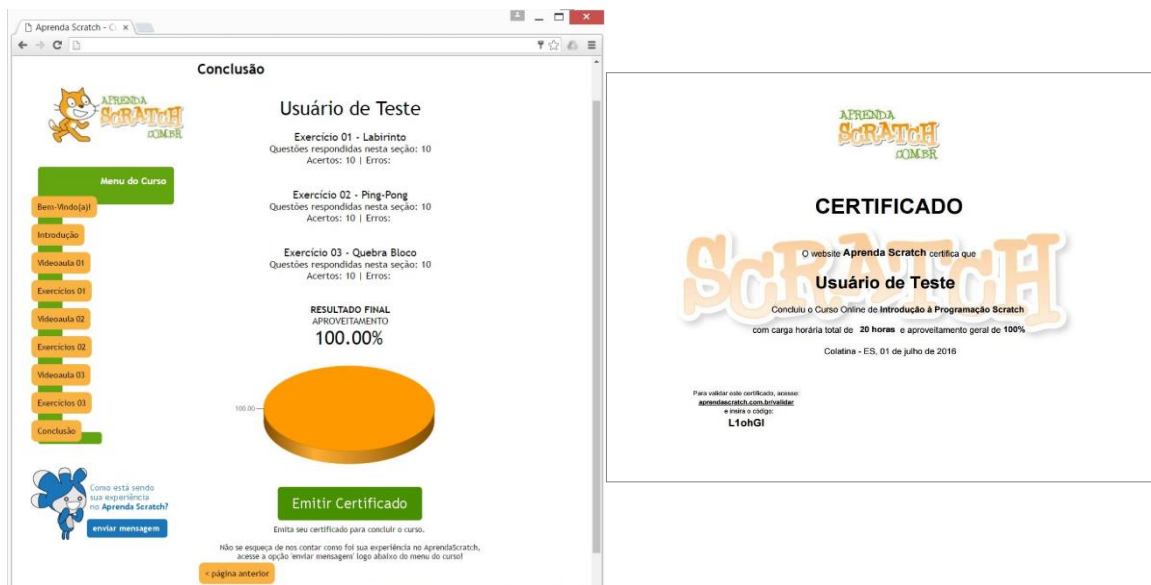 Aprenda Scratch - C
Conclusão
APRENDA
SCRATCH
.COM.BR
Menu do Curso
Bem-Vindo(a)!
Introdução
Videoaula 01
Exercícios 01
Videoaula 02
Exercícios 02
Videoaula 03
Exercícios 03
Conclusão
Como está sendo
sua experiência
no Aprenda Scratch?
enviar mensagem
Usuário de Teste
Exercício 01 - Labirinto
Questões respondidas nesta seção: 10
Acertos: 10 | Erros:
Exercício 02 - Ping-Pong
Questões respondidas nesta seção: 10
Acertos: 10 | Erros:
Exercício 03 - Quebra Bloco
Questões respondidas nesta seção: 10
Acertos: 10 | Erros:
RESULTADO FINAL
APROVEITAMENTO
100.00%
100.00
Emitir Certificado
Emita seu certificado para concluir o curso.
Não se esqueça de nos contar como foi sua experiência no AprendaScratch,
acesse a opção 'enviar mensagem' logo abaixo do menu do curso!
< página anterior
APRENDA
SCRATCH
.COM.BR
CERTIFICADO
SCRATCH
O website Aprenda Scratch certifica que
Usuário de Teste
Concluiu o Curso Online de Introdução à Programação Scratch
com carga horária total de 20 horas e aproveitamento geral de 100%
Colatina - ES, 01 de julho de 2016
Para validar este certificado, acesse:
aprendascratch.com.br/validar
e insira o código:
L1ohGI